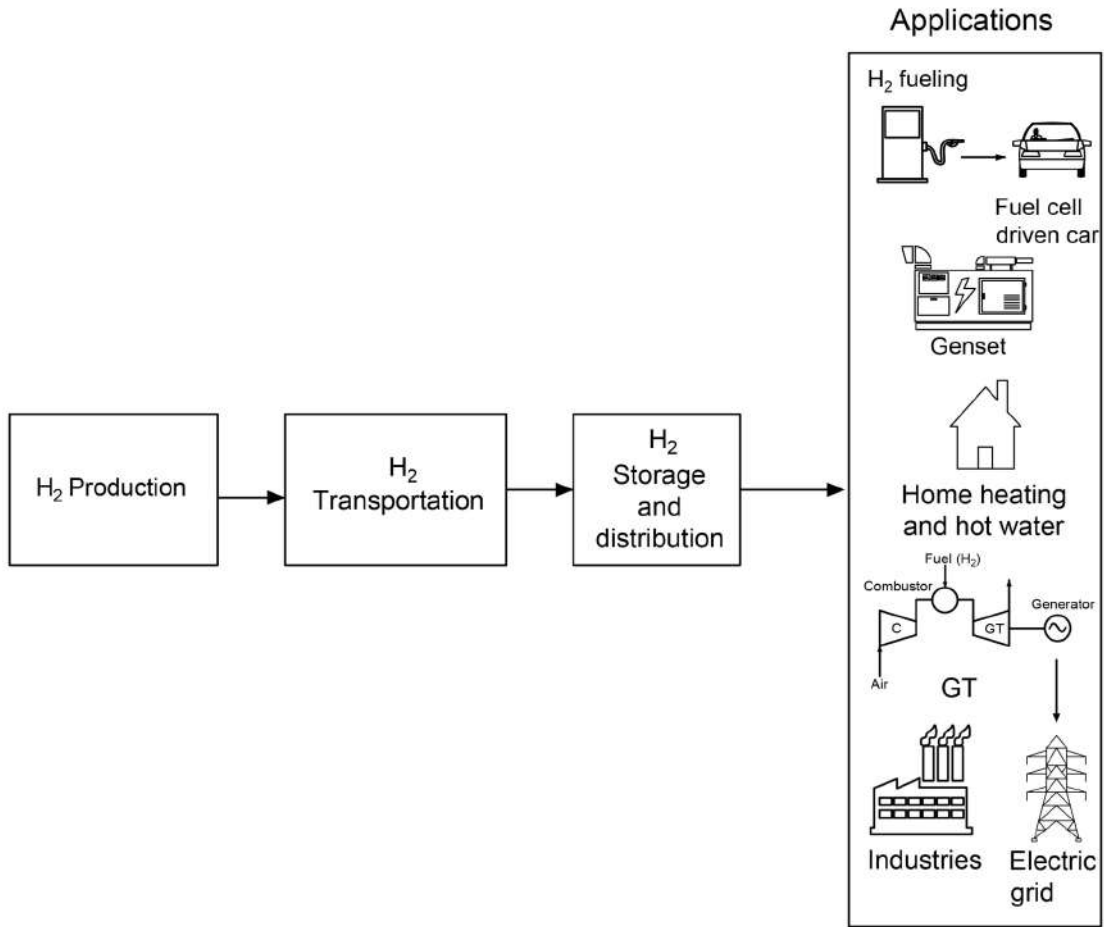 Applications
H₂ fueling
Fuel cell
driven car
Genset
H₂ Production
H₂
Transportation
H₂
Storage
and
distribution
Home heating
and hot water
Fuel (H₂)
Combustor
Generator
C
GT
Air
GT
Industries
Electric
grid